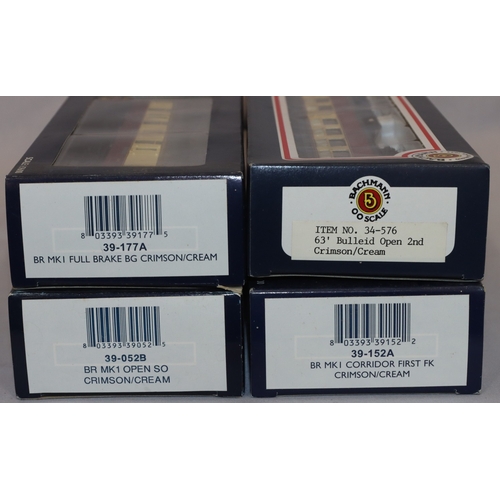 8 03393 39177 5
39-177A
BR MK1 FULL BRAKE BG CRIMSON/CREAM
BACHMANN
OO SCALE
ITEM NO. 34-576
63' Bulleid Open 2nd
Crimson/Cream
8 03393 39052 5
39-052B
BR MK1 OPEN SO
CRIMSON/CREAM
8 03393 39152 2
39-152A
BR MK1 CORRIDOR FIRST FK
CRIMSON/CREAM